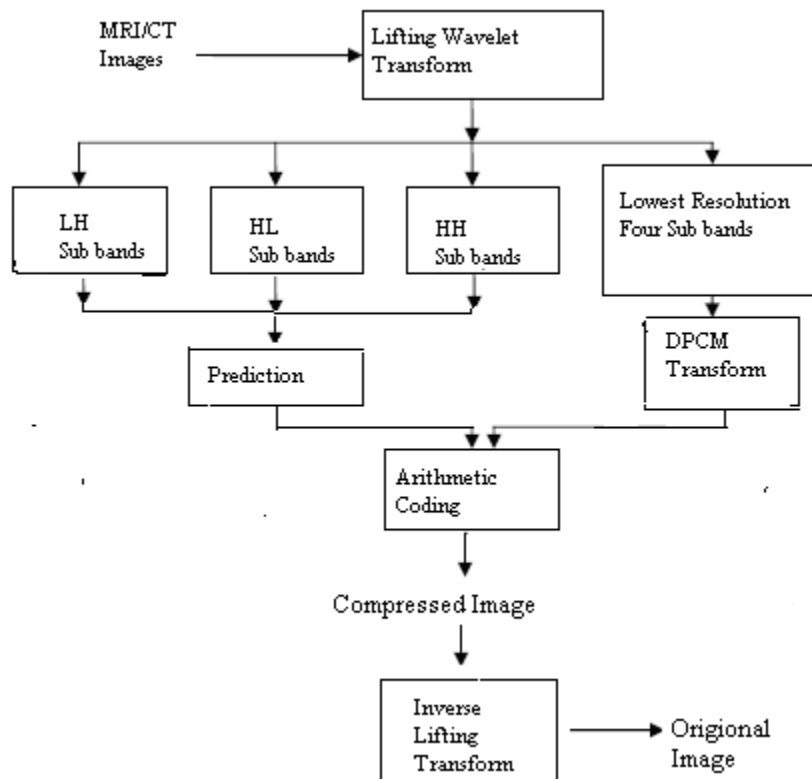 MRI/CT
Images
Lifting Wavelet
Transform
LH
Sub bands
HL
Sub bands
HH
Sub bands
Lowest Resolution
Four Sub bands
Prediction
DPCM
Transform
Arithmetic
Coding
Compressed Image
Inverse
Lifting
Transform
Origional
Image